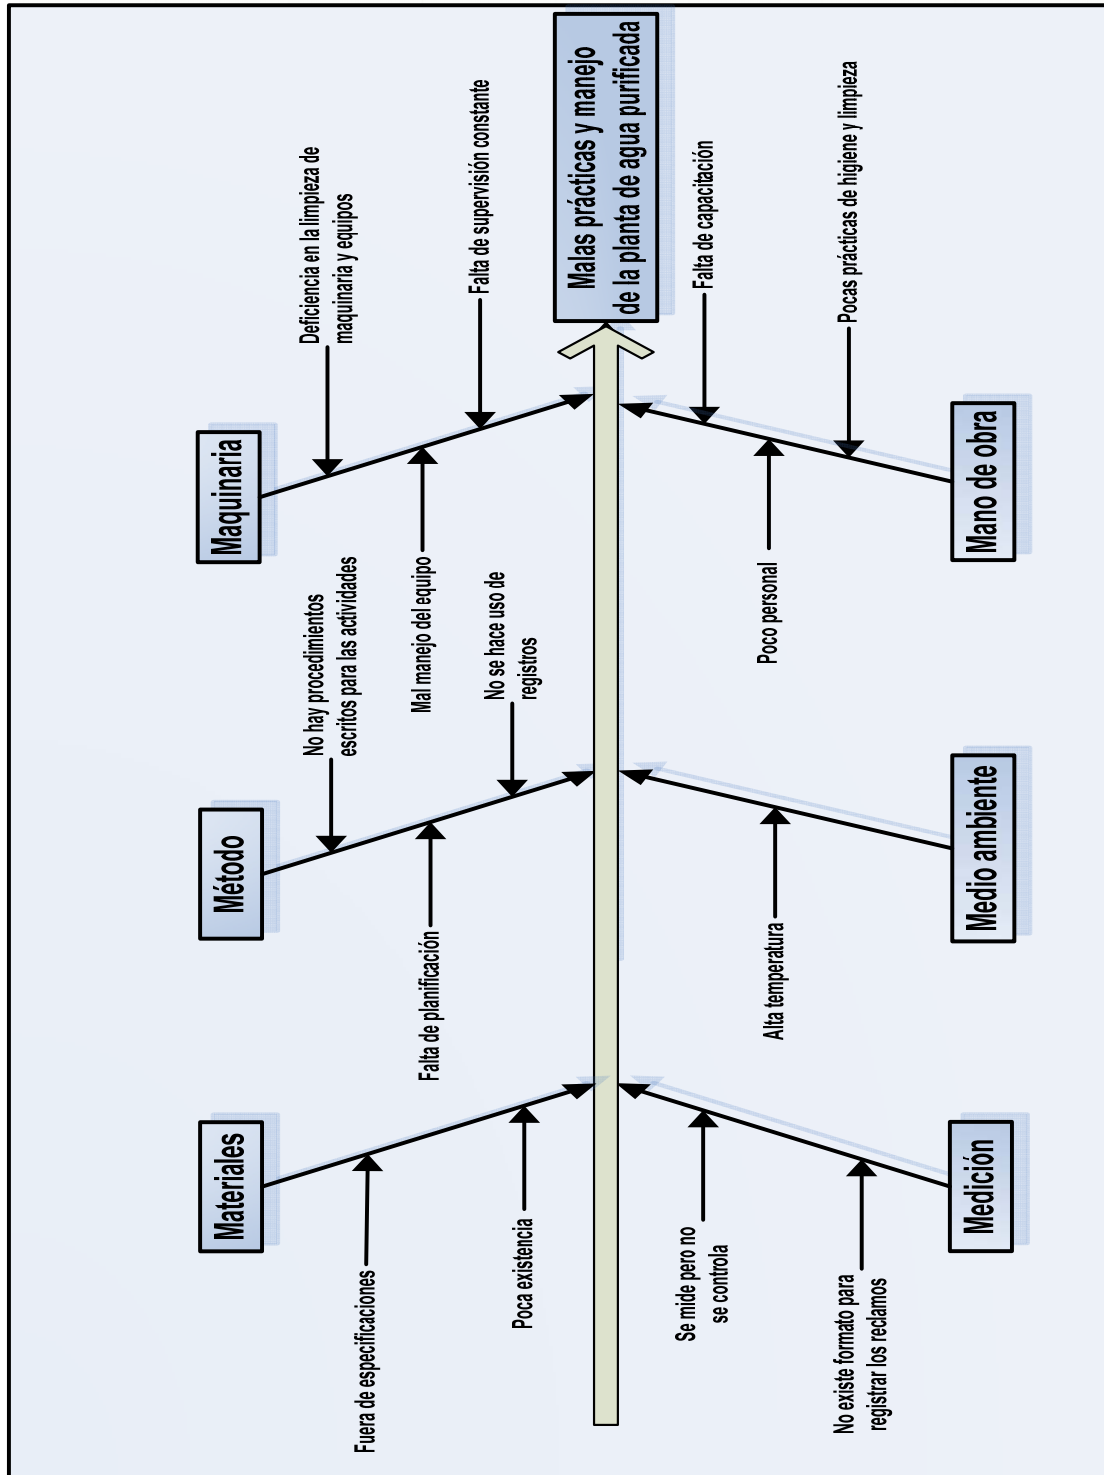 Materiales
Método
Maquinaria
Fuera de especificaciones
Poca existencia
No hay procedimientos
escritos para las actividades
Falta de planificación
No se hace uso de
registros
Deficiencia en la limpieza de
maquinaria y equipos
Mal manejo del equipo
Falta de supervisión constante
Malas prácticas y manejo
de la planta de agua purificada
Se mide pero no
se controla
No existe formato para
registrar los reclamos
Alta temperatura
Falta de capacitación
Poco personal
Pocas prácticas de higiene y limpieza
Medición
Medio ambiente
Mano de obra